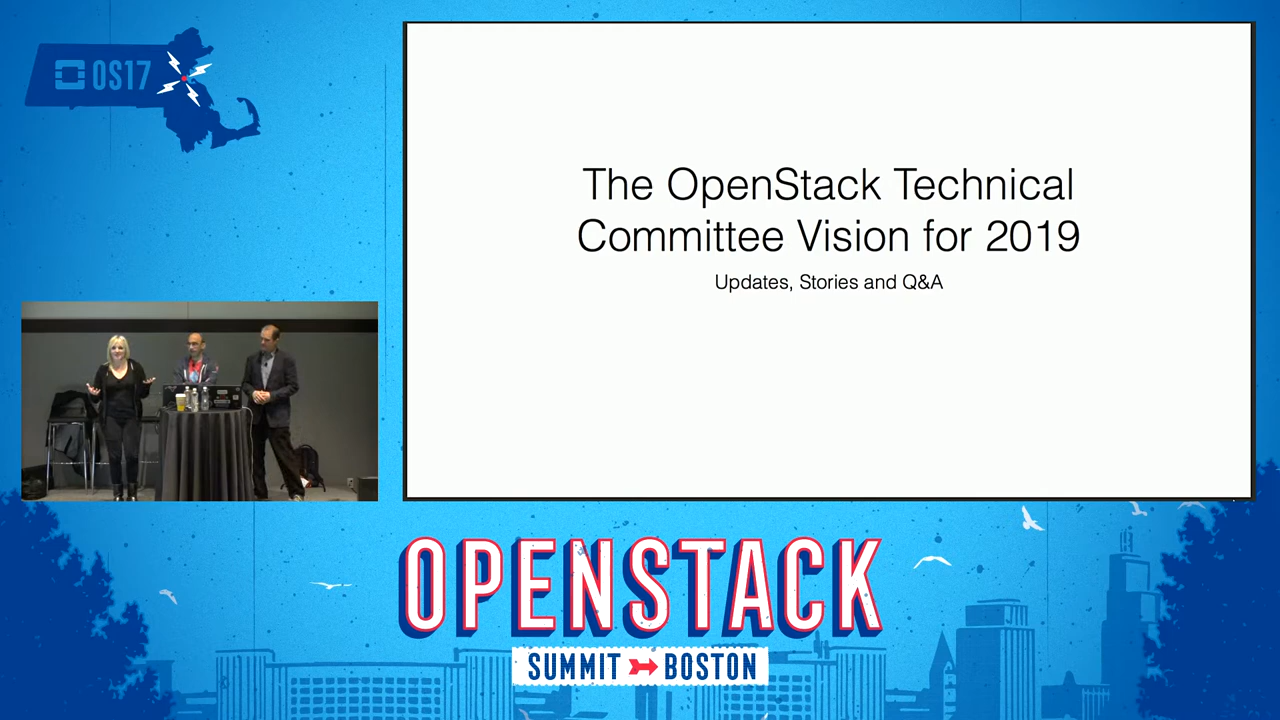 OS17
The OpenStack Technical
Committee Vision for 2019
Updates, Stories and Q&A
OPENSTACK
SUMMIT BOSTON